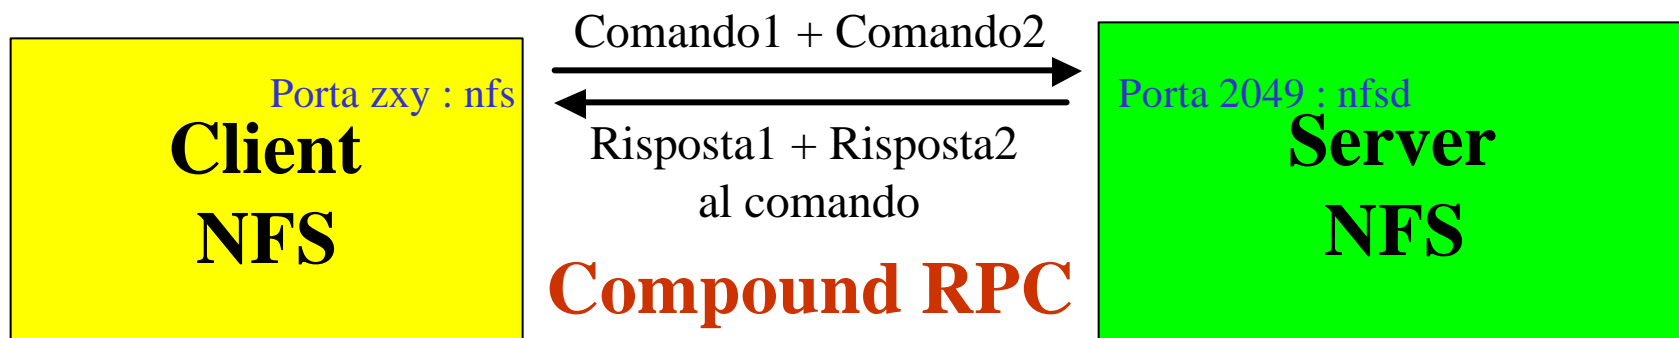 Porta zxy : nfs
Client
NFS
Comando1 + Comando2
Risposta1 + Risposta2
al comando
Compound RPC
Porta 2049 : nfsd
Server
NFS